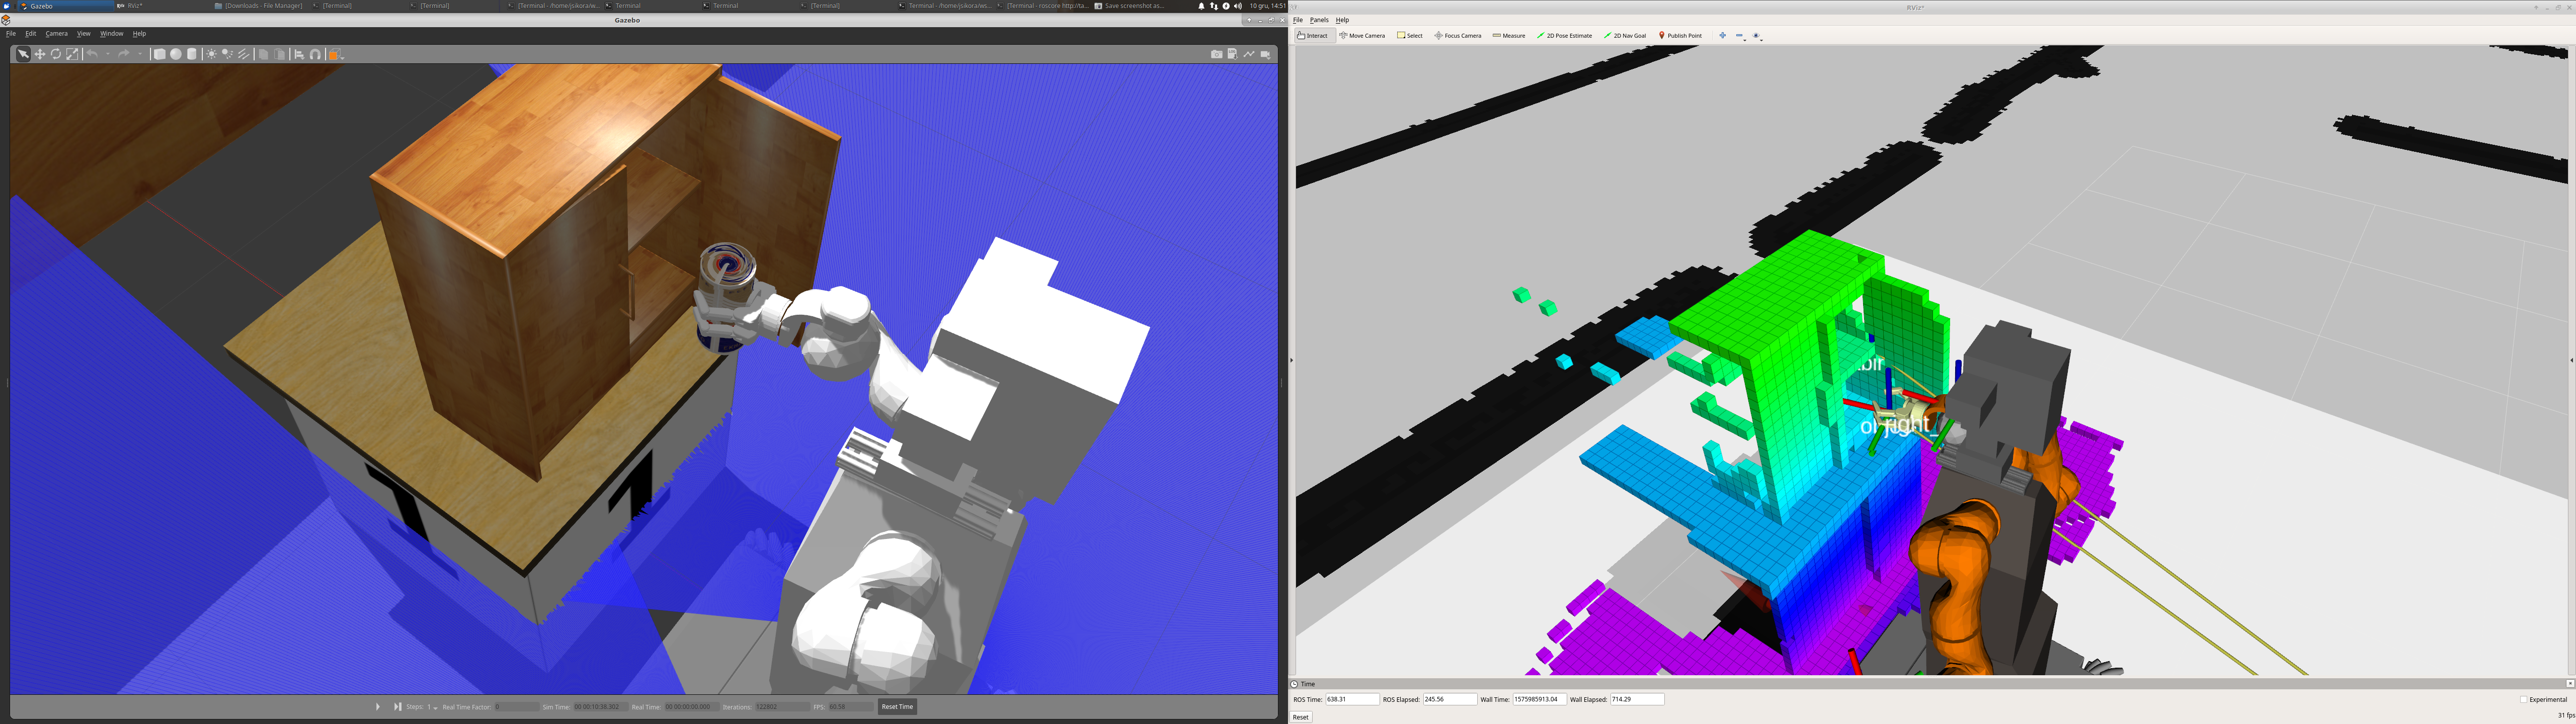 Gazebo
RViz*
[Downloads - File Manager]
[Terminal]
[Terminal]
[Terminal - /home/jsikora/w...
Terminal
Terminal
[Terminal]
Terminal - /home/jsikora/ws...
[Terminal - roscore http://ta...
Save screenshot as...
10 gru, 14:51
Gazebo
File Edit Camera View Window Help
Steps: 1
Real Time Factor: 0
Sim Time: 00 00:10:38.302
Real Time: 00 00:00:00.000
Iterations: 122802
FPS: 60.59
Reset Time
RViz*
File Panels Help
Interact
Move Camera
Select
Focus Camera
Measure
2D Pose Estimate
2D Nav Goal
Publish Point
right
Time
ROS Time: 638.31
ROS Elapsed: 245.56
Wall Time: 1575985913.04
Wall Elapsed: 714.29
Experimental
Reset
31 fps